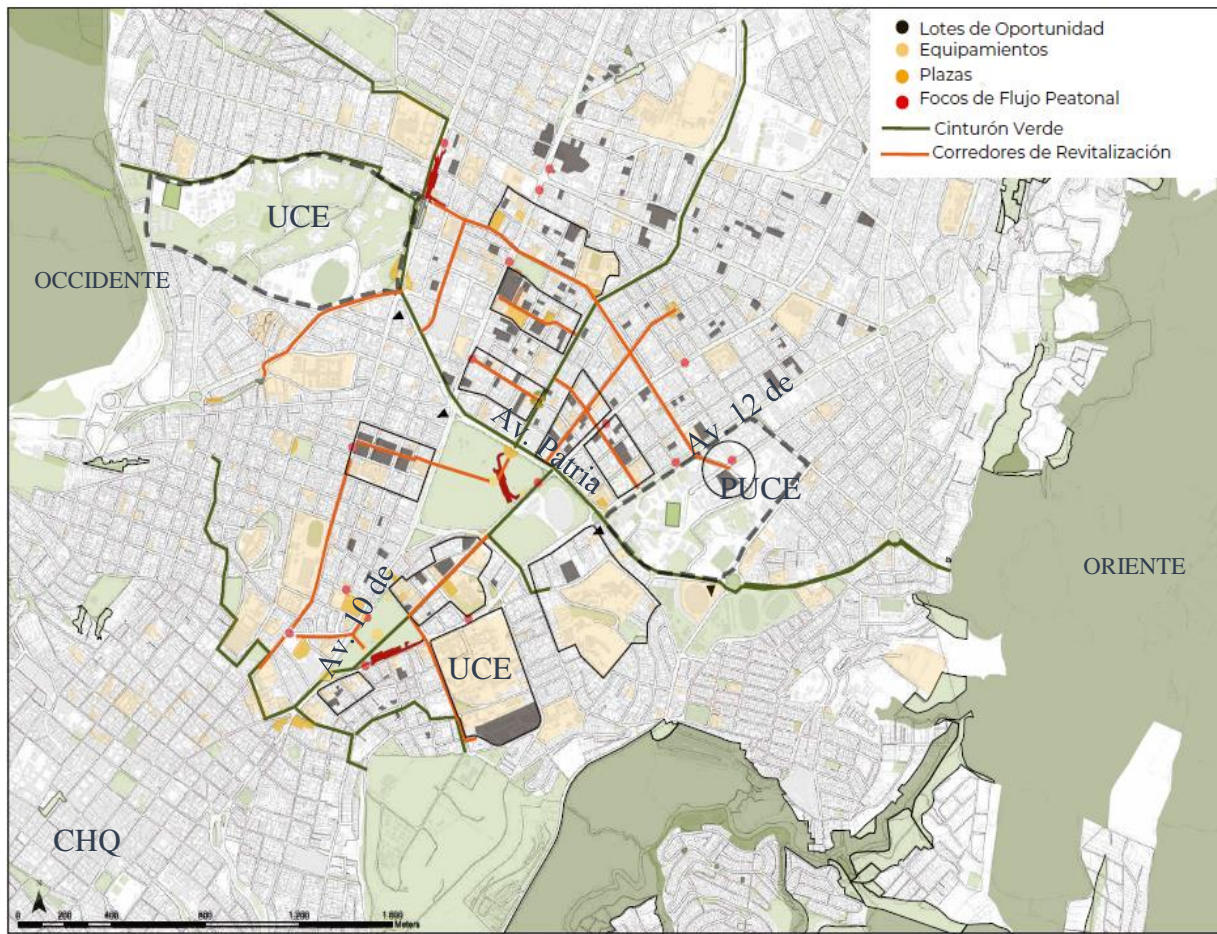 Lotes de Oportunidad
Equipamientos
Plazas
Focos de Flujo Peatonal
Cinturón Verde
Corredores de Revitalización
UCE
OCCIDENTE
Av. Patria
Av. 12 de
PUCE
ORIENTE
Av. 10 de
UCE
CHQ
0 200 400 800 1.200 1.600
Meters